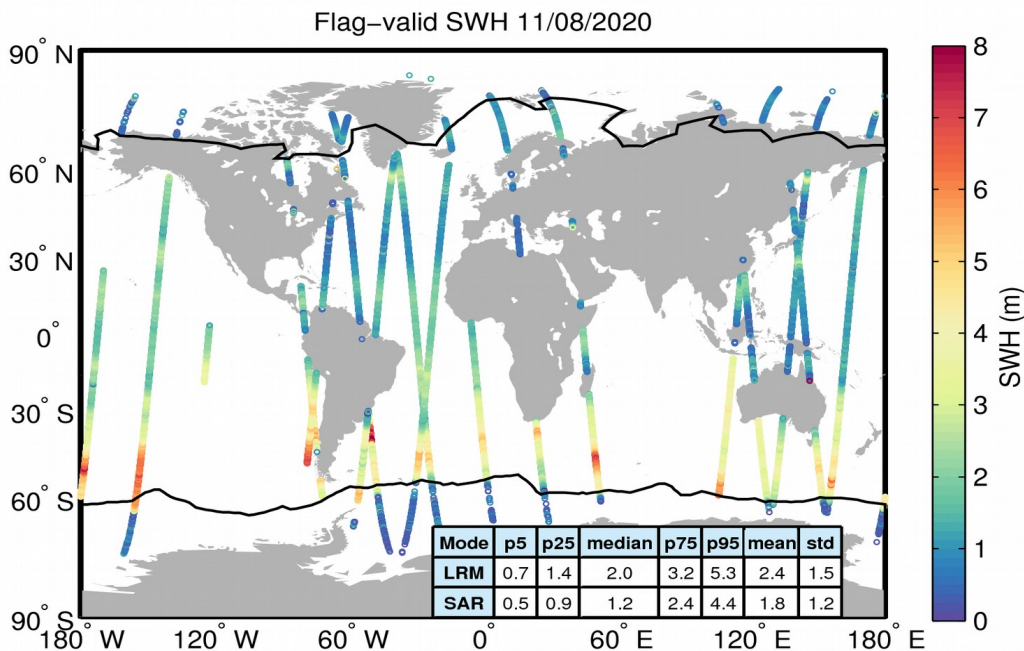 Flag−valid SWH 11/08/2020
90° N
60° N
30° N
0°
30° S
60° S
90° S
180° W
120° W
60° W
0°
60° E
120° E
180° E
8
7
6
5
4
3
2
1
0
SWH (m)
Mode p5 p25 median p75 p95 mean std
LRM 0.7 1.4 2.0 3.2 5.3 2.4 1.5
SAR 0.5 0.9 1.2 2.4 4.4 1.8 1.2